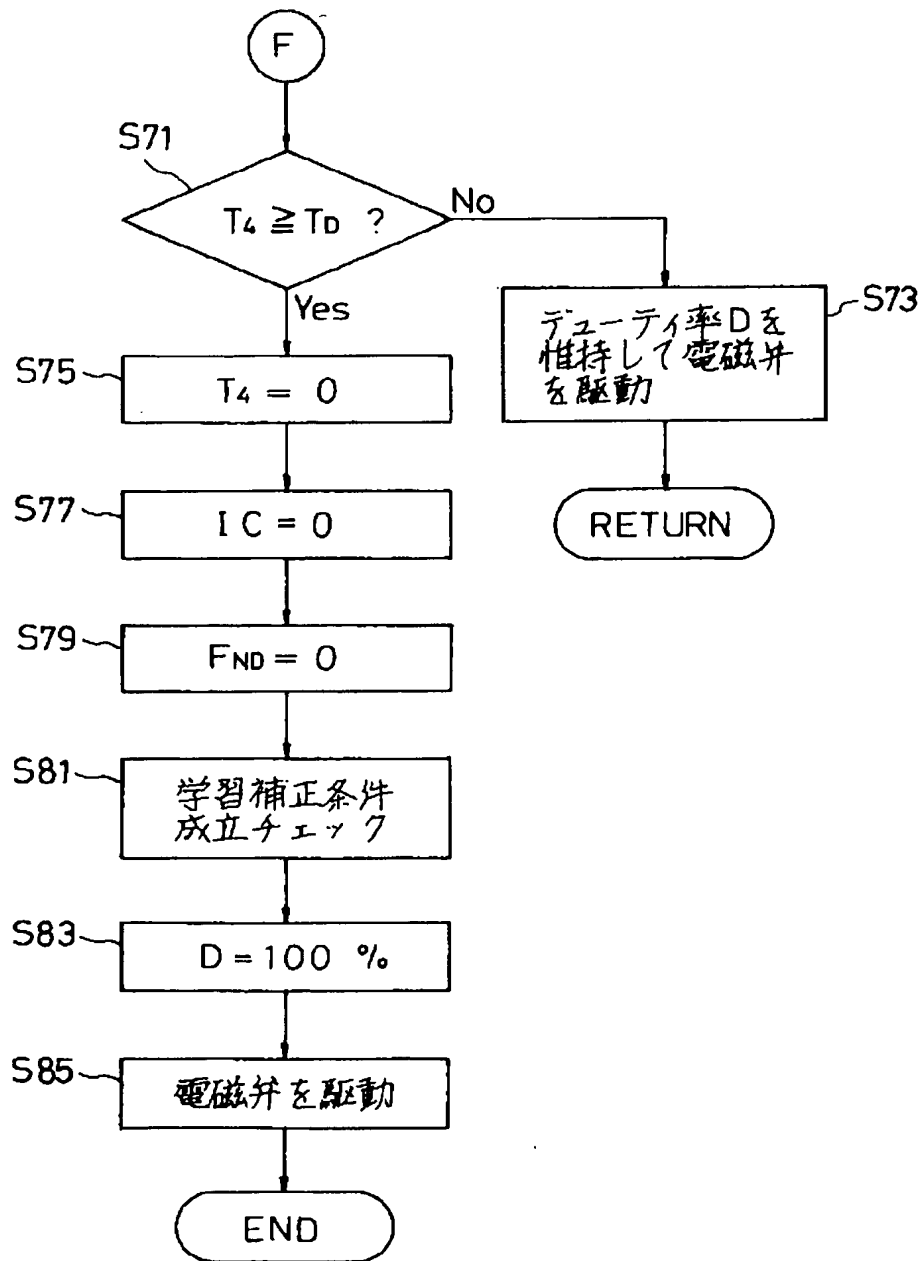 F
S71
T4 ≧ TD ?
No
Yes
S73
デューティ率Dを
維持して電磁弁
を駆動
RETURN
S75
T4 = 0
S77
IC = 0
S79
FND = 0
S81
学習補正条件
成立チェック
S83
D = 100 %
S85
電磁弁を駆動
END